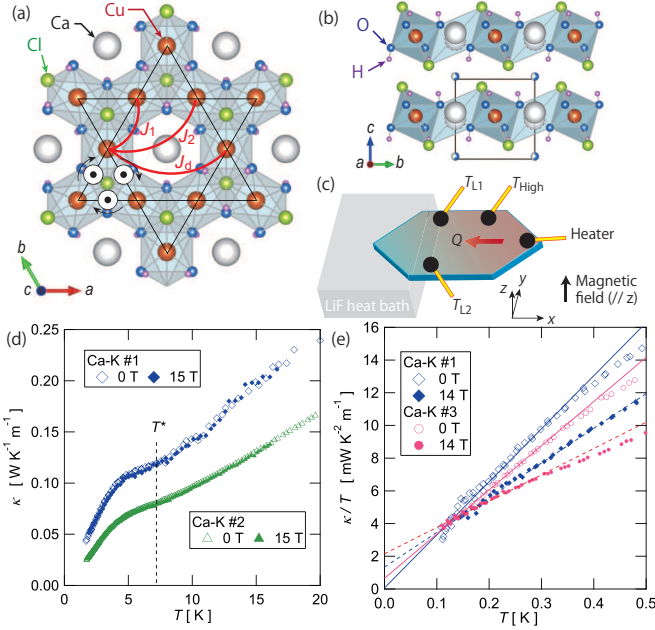 (a)
Ca
Cu
Cl
J1
J2
Jd
b
c
a
(b)
O
H
c
a
b
(c)
TL1
THigh
Heater
Q
TL2
LiF heat bath
z
y
x
Magnetic
field (// z)
(d)
0.25
0.20
0.15
0.10
0.05
0.00
κ [W K-1 m-1]
Ca-K #1
0 T
15 T
T*
Ca-K #2
0 T
15 T
0
5
10
15
20
T [K]
(e)
16
14
12
10
8
6
4
2
0
κ/T [mW K-2 m-1]
Ca-K #1
0 T
14 T
Ca-K #3
0 T
14 T
0.0
0.1
0.2
0.3
0.4
0.5
T [K]